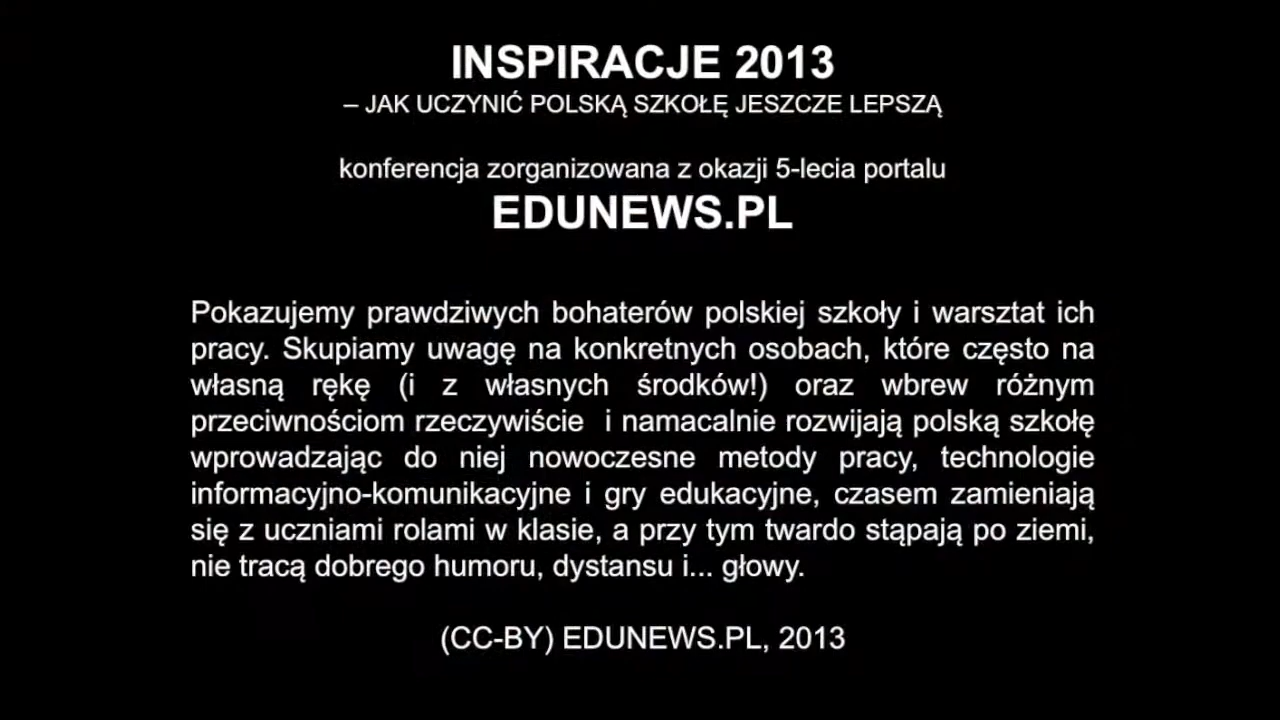 INSPIRACJE 2013
– JAK UCZYNIĆ POLSKĄ SZKOŁĘ JESZCZE LEPSZĄ
konferencja zorganizowana z okazji 5-lecia portalu
EDUNEWS.PL
Pokazujemy prawdziwych bohaterów polskiej szkoły i warsztat ich
pracy. Skupiamy uwagę na konkretnych osobach, które często na
własną rękę (i z własnych środków!) oraz wbrew różnym
przeciwnościom rzeczywiście i namacalnie rozwijają polską szkołę
wprowadzając do niej nowoczesne metody pracy, technologie
informacyjno-komunikacyjne i gry edukacyjne, czasem zamieniają
się z uczniami rolami w klasie, a przy tym twardo stąpają po ziemi,
nie tracą dobrego humoru, dystansu i... głowy.
(CC-BY) EDUNEWS.PL, 2013